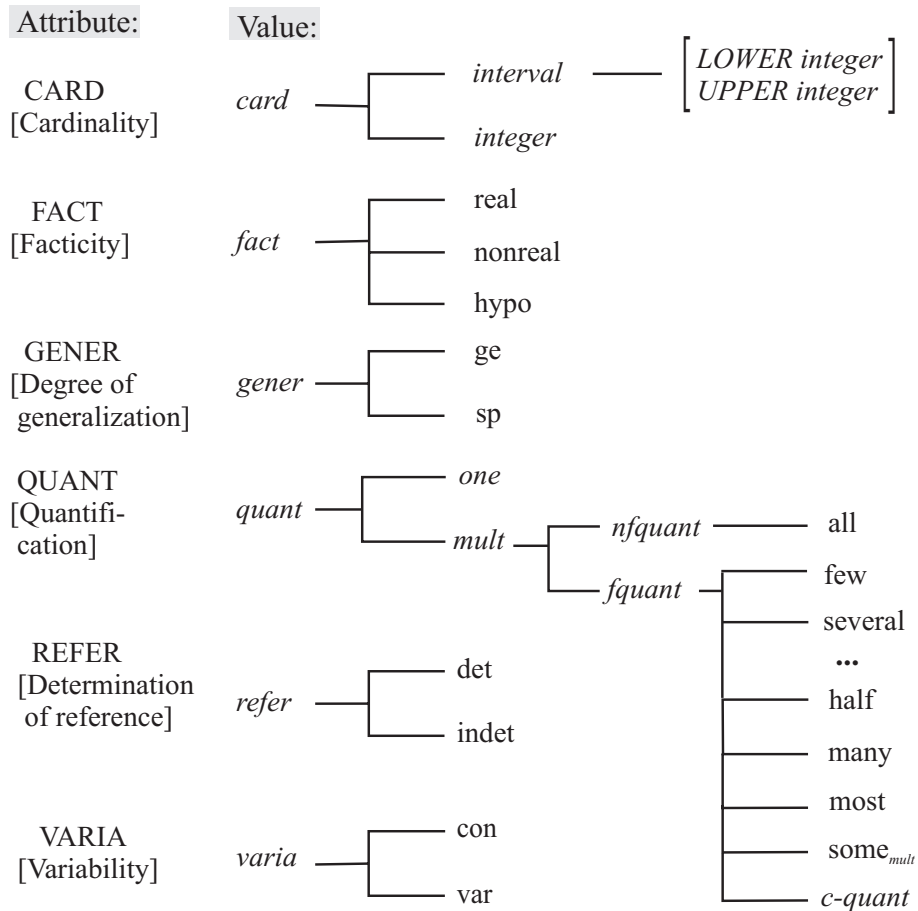 Attribute:
Value:
CARD
[Cardinality]
card
interval
[LOWER integer
UPPER integer]
integer
FACT
[Facticity]
fact
real
nonreal
hypo
GENER
[Degree of
generalization]
gener
ge
sp
QUANT
[Quantifi-
cation]
quant
one
mult
nfquant
all
fquant
few
several
...
half
many
most
some mult
c-quant
REFER
[Determination
of reference]
refer
det
indet
VARIA
[Variability]
varia
con
var